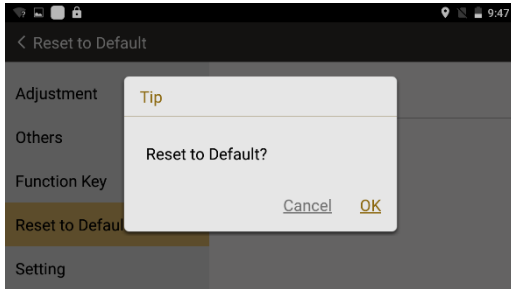 9:47
Reset to Default
Adjustment
Tip
Others
Reset to Default?
Function Key
Cancel OK
Reset to Defaul
Setting